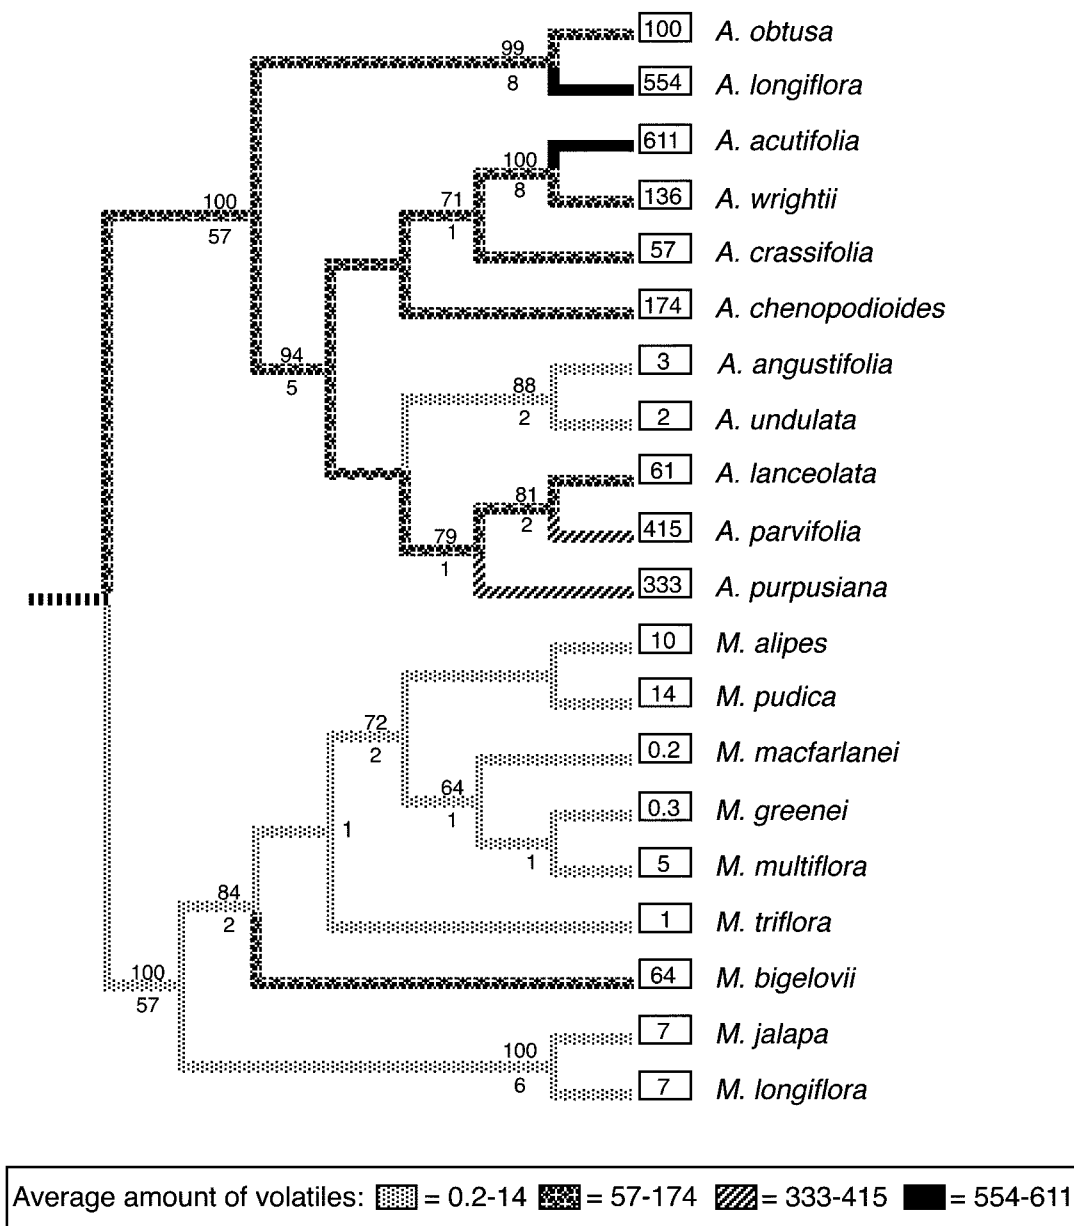 100 A. obtusa
99
8
554 A. longiflora
611 A. acutifolia
100
8
136 A. wrightii
71
1
100
57
57 A. crassifolia
174 A. chenopodioides
94
5
3 A. angustifolia
88
2
2 A. undulata
61 A. lanceolata
81
2
415 A. parvifolia
79
1
333 A. purpusiana
10 M. alipes
14 M. pudica
72
2
0.2 M. macfarlanei
64
1
0.3 M. greenei
1
1
5 M. multiflora
84
2
1 M. triflora
64 M. bigelovii
100
57
7 M. jalapa
100
6
7 M. longiflora
Average amount of volatiles: = 0.2-14 = 57-174 = 333-415 = 554-611